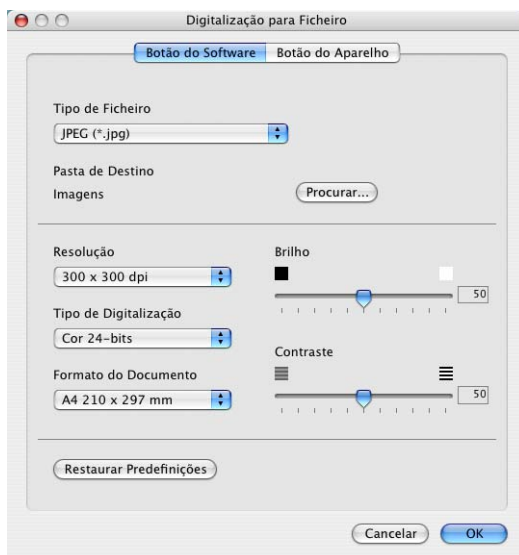 Digitalização para Ficheiro
Botão do Software Botão do Aparelho
Tipo de Ficheiro
JPEG (*.jpg)
Pasta de Destino
Imagens Procurar...
Resolução
300 x 300 dpi
Tipo de Digitalização
Cor 24-bits
Formato do Documento
A4 210 x 297 mm
Brilho
50
Contraste
50
Restaurar Predefinições
Cancelar OK